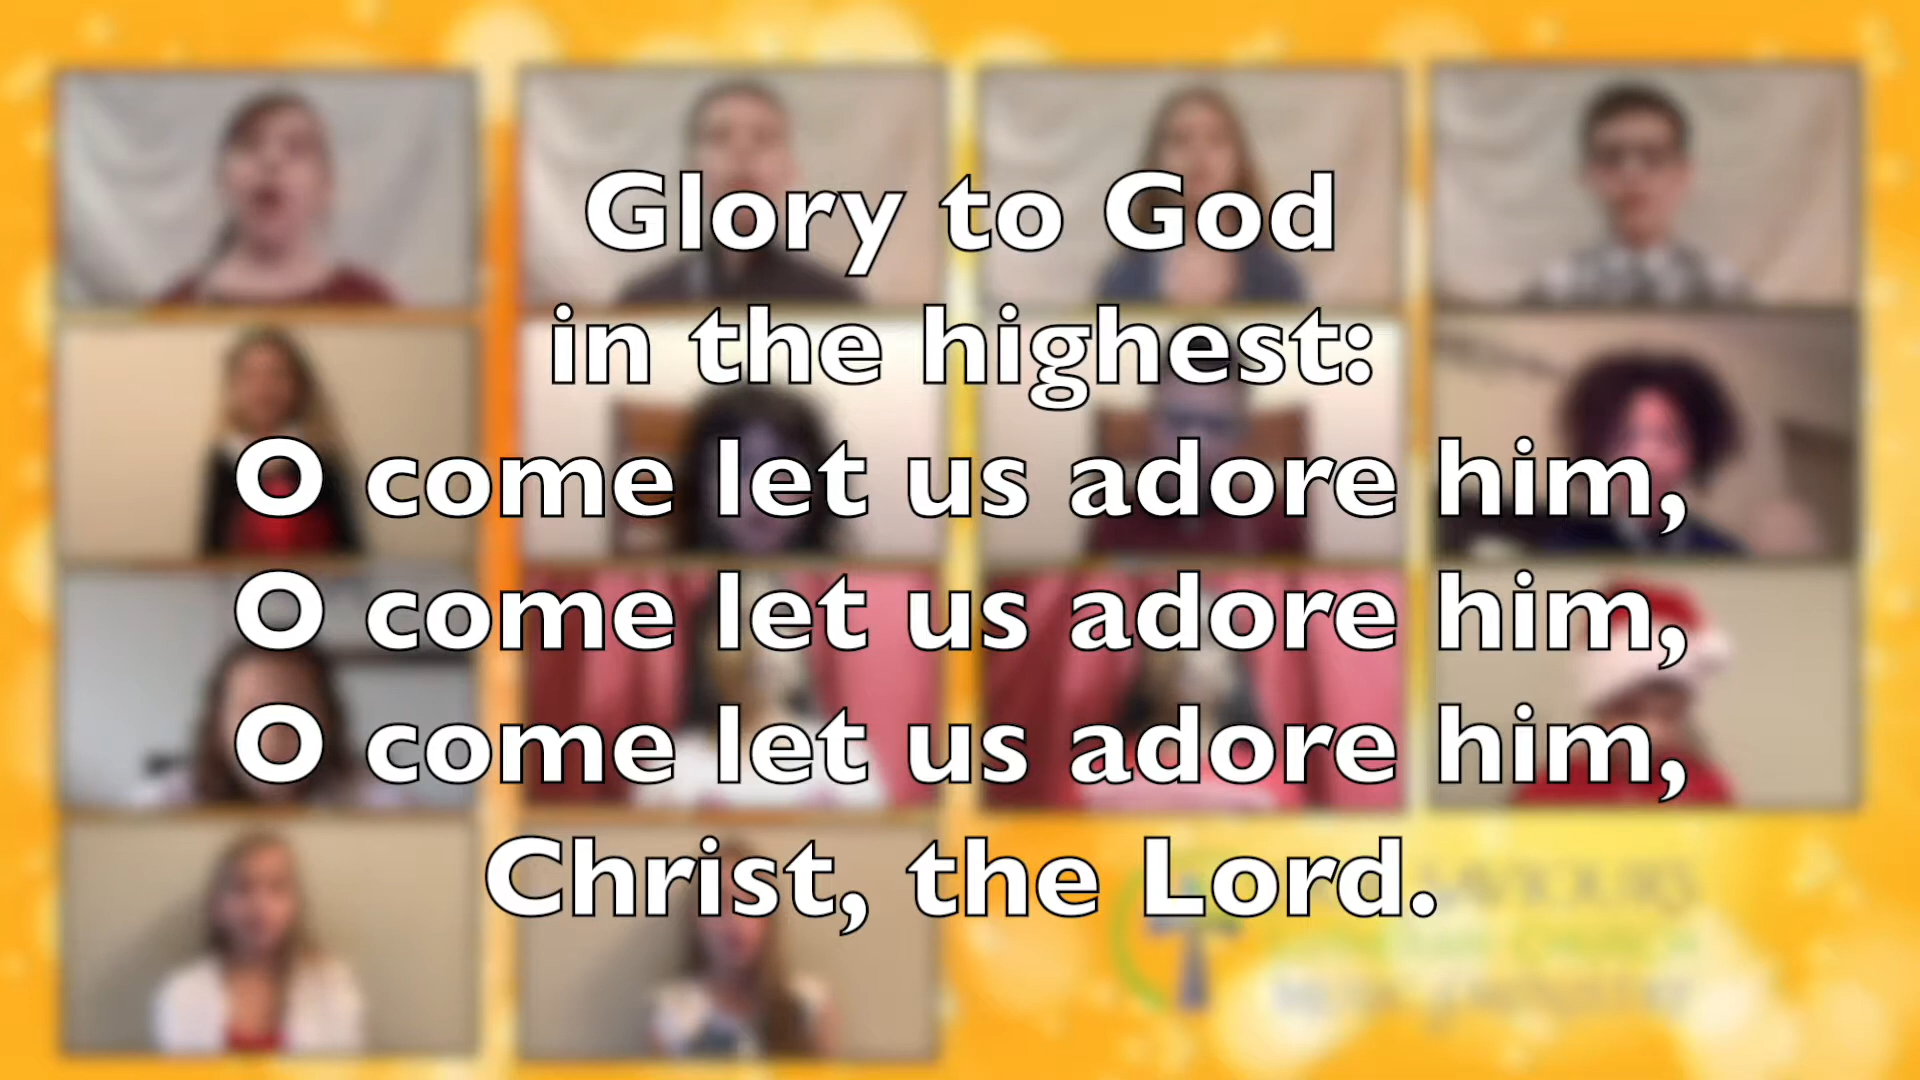 Glory to God
in the highest:
O come let us adore him,
O come let us adore him,
O come let us adore him,
Christ, the Lord.